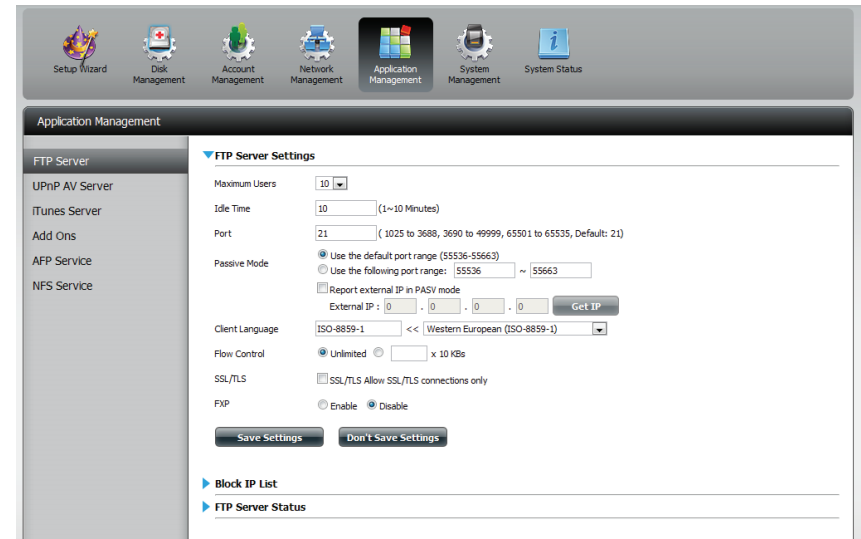 Setup Wizard
Disk Management
Account Management
Network Management
Application Management
System Management
System Status
Application Management
FTP Server
UPnP AV Server
iTunes Server
Add Ons
AFP Service
NFS Service
FTP Server Settings
Maximum Users 10
Idle Time 10 (1~10 Minutes)
Port 21 ( 1025 to 3688, 3690 to 49999, 65501 to 65535, Default: 21)
Passive Mode Use the default port range (55536-55663)
Use the following port range: 55536 ~ 55663
Report external IP in PASV mode
External IP : 0 . 0 . 0 . 0 Get IP
Client Language ISO-8859-1 << Western European (ISO-8859-1)
Flow Control Unlimited x 10 KBs
SSL/TLS SSL/TLS Allow SSL/TLS connections only
FXP Enable Disable
Save Settings Don't Save Settings
Block IP List
FTP Server Status